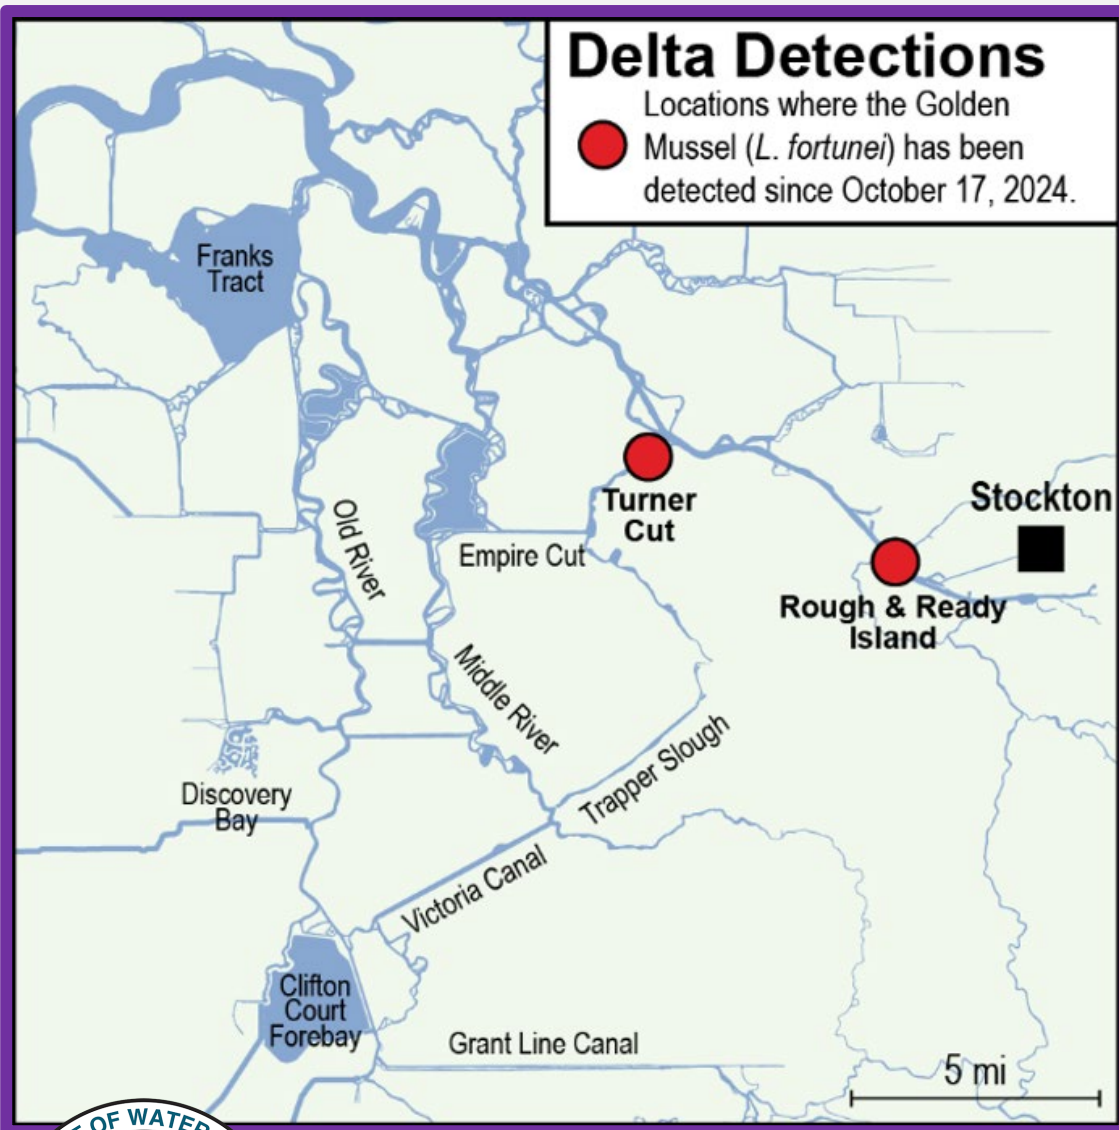 Delta Detections
Locations where the Golden
Mussel (L. fortunei) has been
detected since October 17, 2024.
Franks
Tract
Turner
Cut
Stockton
Old River
Empire Cut
Rough & Ready
Island
Middle River
Trapper Slough
Discovery
Bay
Victoria Canal
Clifton
Court
Forebay
Grant Line Canal
5 mi
OF WATER